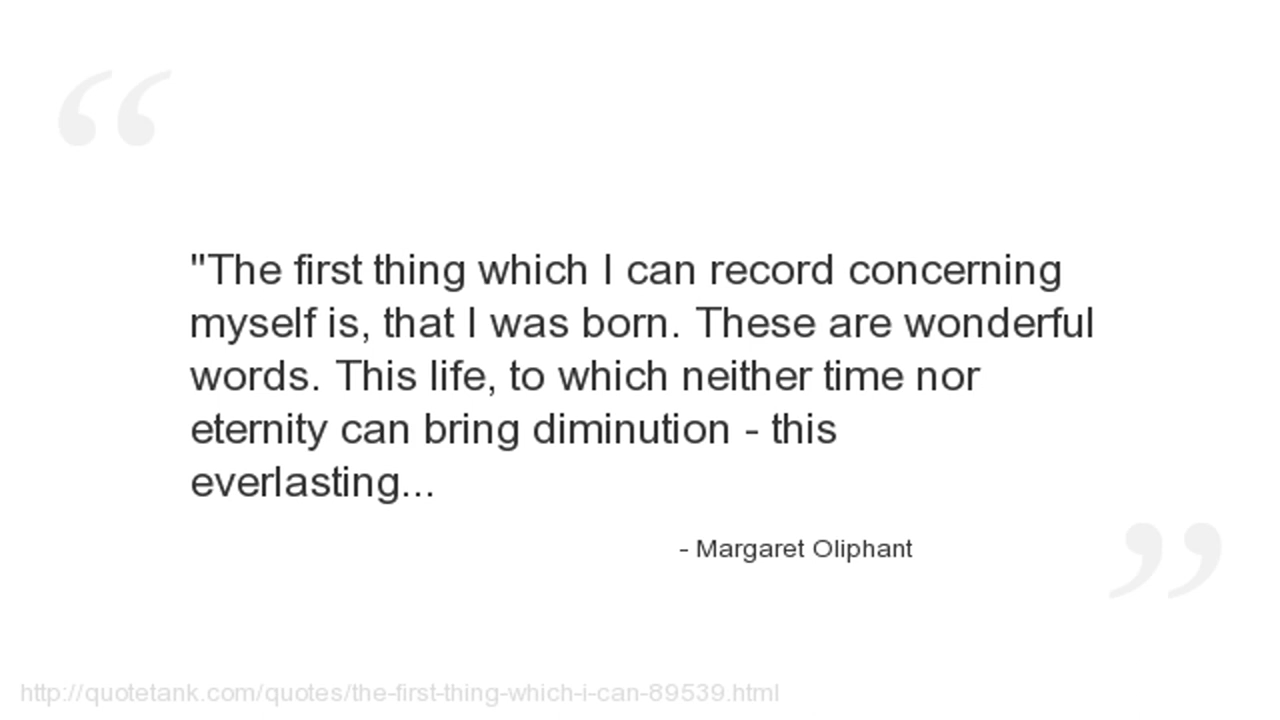 "The first thing which I can record concerning
myself is, that I was born. These are wonderful
words. This life, to which neither time nor
eternity can bring diminution - this
everlasting...
- Margaret Oliphant
http://quotetank.com/quotes/the-first-thing-which-i-can-89539.html